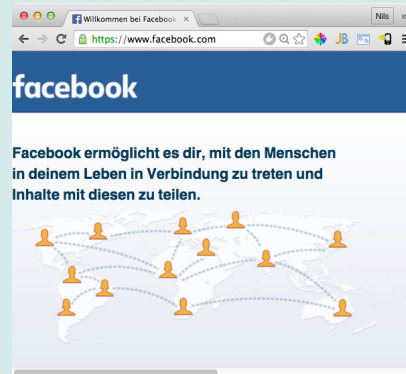 Willkommen bei Facebook
Nils
https://www.facebook.com
JB
facebook
Facebook ermöglicht es dir, mit den Menschen
in deinem Leben in Verbindung zu treten und
Inhalte mit diesen zu teilen.